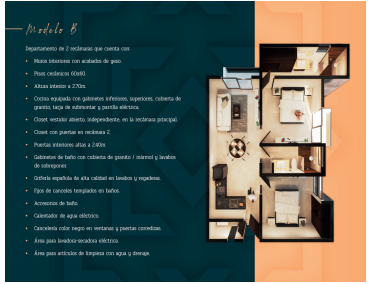 Modelo B
Departamento de 2 recámaras que cuenta con:
• Muros interiores con acabados de yeso.
• Pisos cerámicos 60x60.
• Altura interior a 2.70m.
• Cocina equipada con gabinetes inferiores, superiores, cubierta de
granito, tarja de submontar y parrilla eléctrica.
• Closet vestidor abierto, independiente, en la recámara principal.
• Closet con puertas en recámara 2.
• Puertas interiores altas a 2.40m.
• Gabinetes de baño con cubierta de granito / mármol y lavabos
de sobreponer.
• Grifería española de alta calidad en lavabos y regaderas.
• Fijos de canceles templados en baños.
• Accesorios de baño.
• Calentador de agua eléctrico.
• Cancelería color negro en ventanas y puertas corredizas.
• Área para lavadora-secadora eléctrica.
• Área para artículos de limpieza con agua y drenaje.